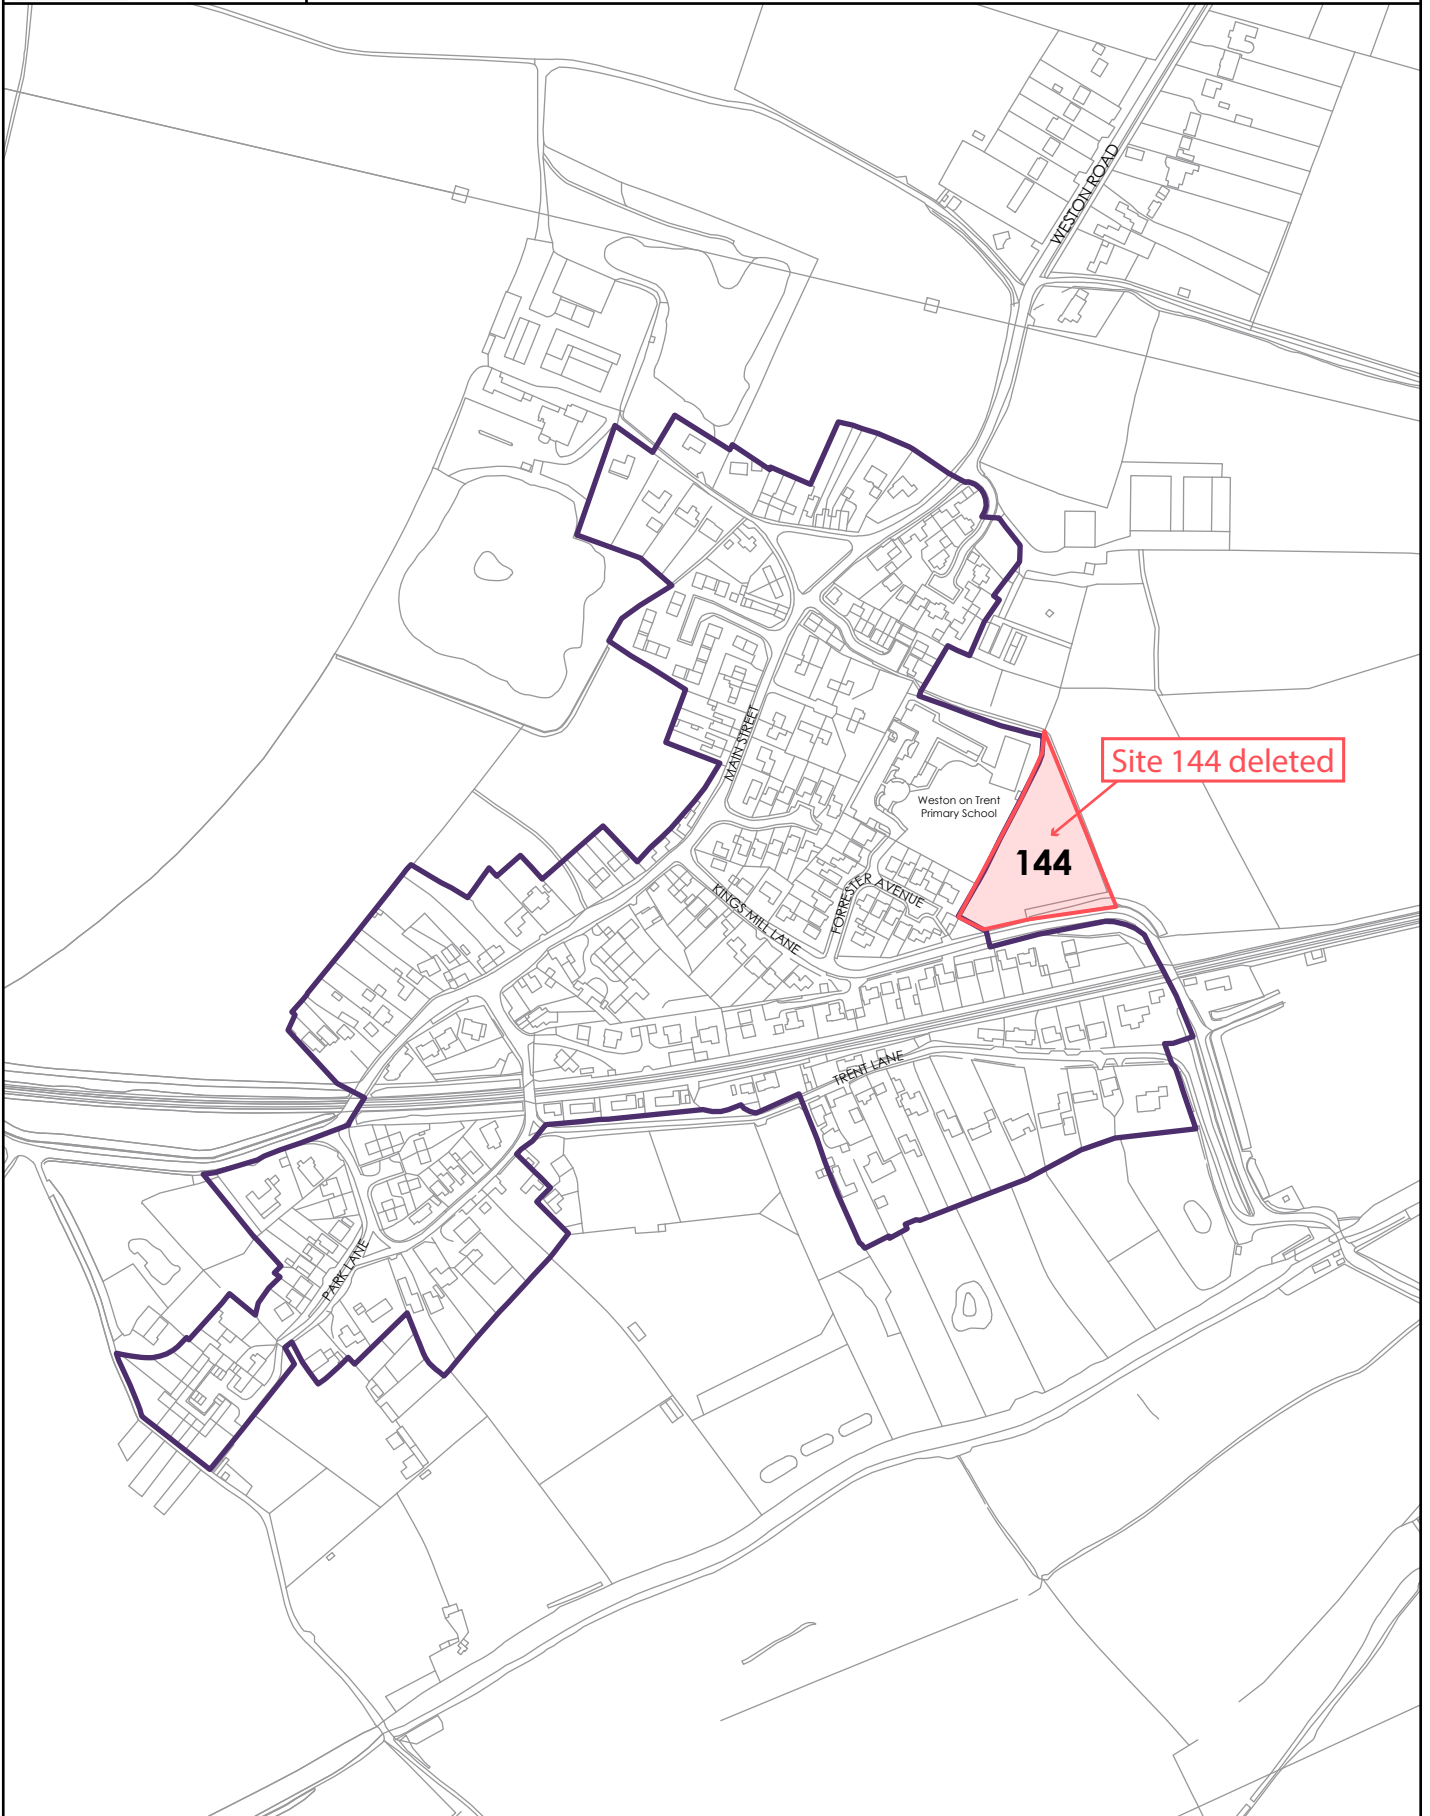 WESTON ROAD
MAIN STREET
Site 144 deleted
Weston on Trent
Primary School
144
FORRESTER AVENUE
KINGS MILL LANE
TRENT LANE
PARK LANE